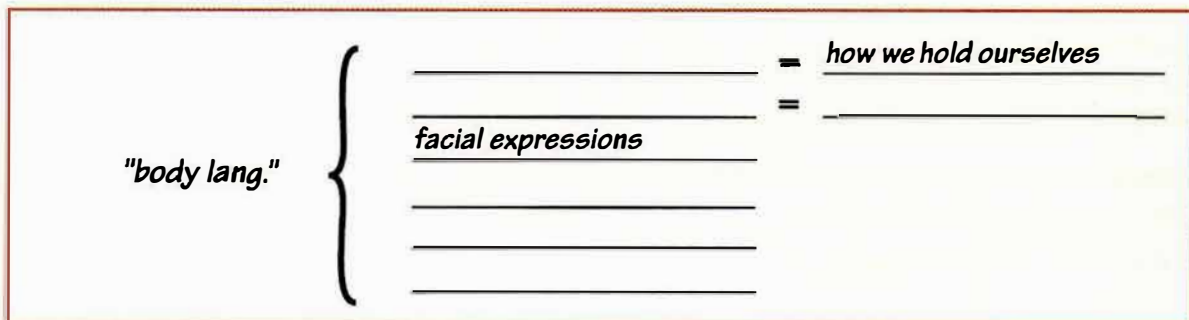 = how we hold ourselves
=
facial expressions
"body lang."